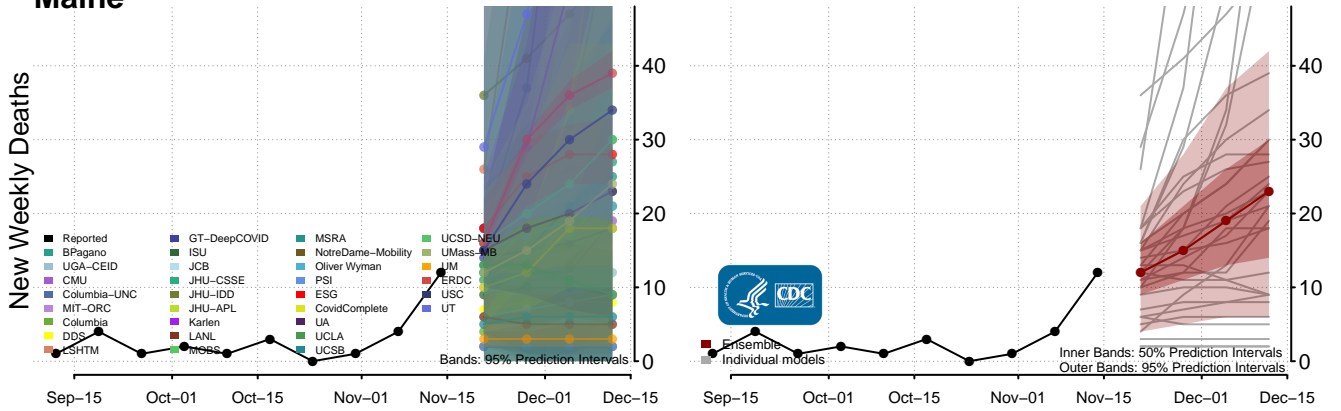 Maine
New Weekly Deaths
Reported
BPagano
UGA−CEID
CMU
Columbia−UNC
MIT−ORC
Columbia
DDS
LSHTM
GT−DeepCOVID
ISU
JCB
JHU−CSSE
JHU−IDD
JHU−APL
Karlen
LANL
MOBS
MSRA
NotreDame−Mobility
Oliver Wyman
PSI
ESG
CovidComplete
UA
UCLA
UCSB
UCSD−NEU
UMass−MB
UM
ERDC
USC
UT
Bands: 95% Prediction Intervals
40
30
20
10
0
Sep−15
Oct−01
Oct−15
Nov−01
Nov−15
Dec−01
Dec−15
CDC
Ensemble
Individual models
Inner Bands: 50% Prediction Intervals
Outer Bands: 95% Prediction Intervals
40
30
20
10
0
Sep−15
Oct−01
Oct−15
Nov−01
Nov−15
Dec−01
Dec−15